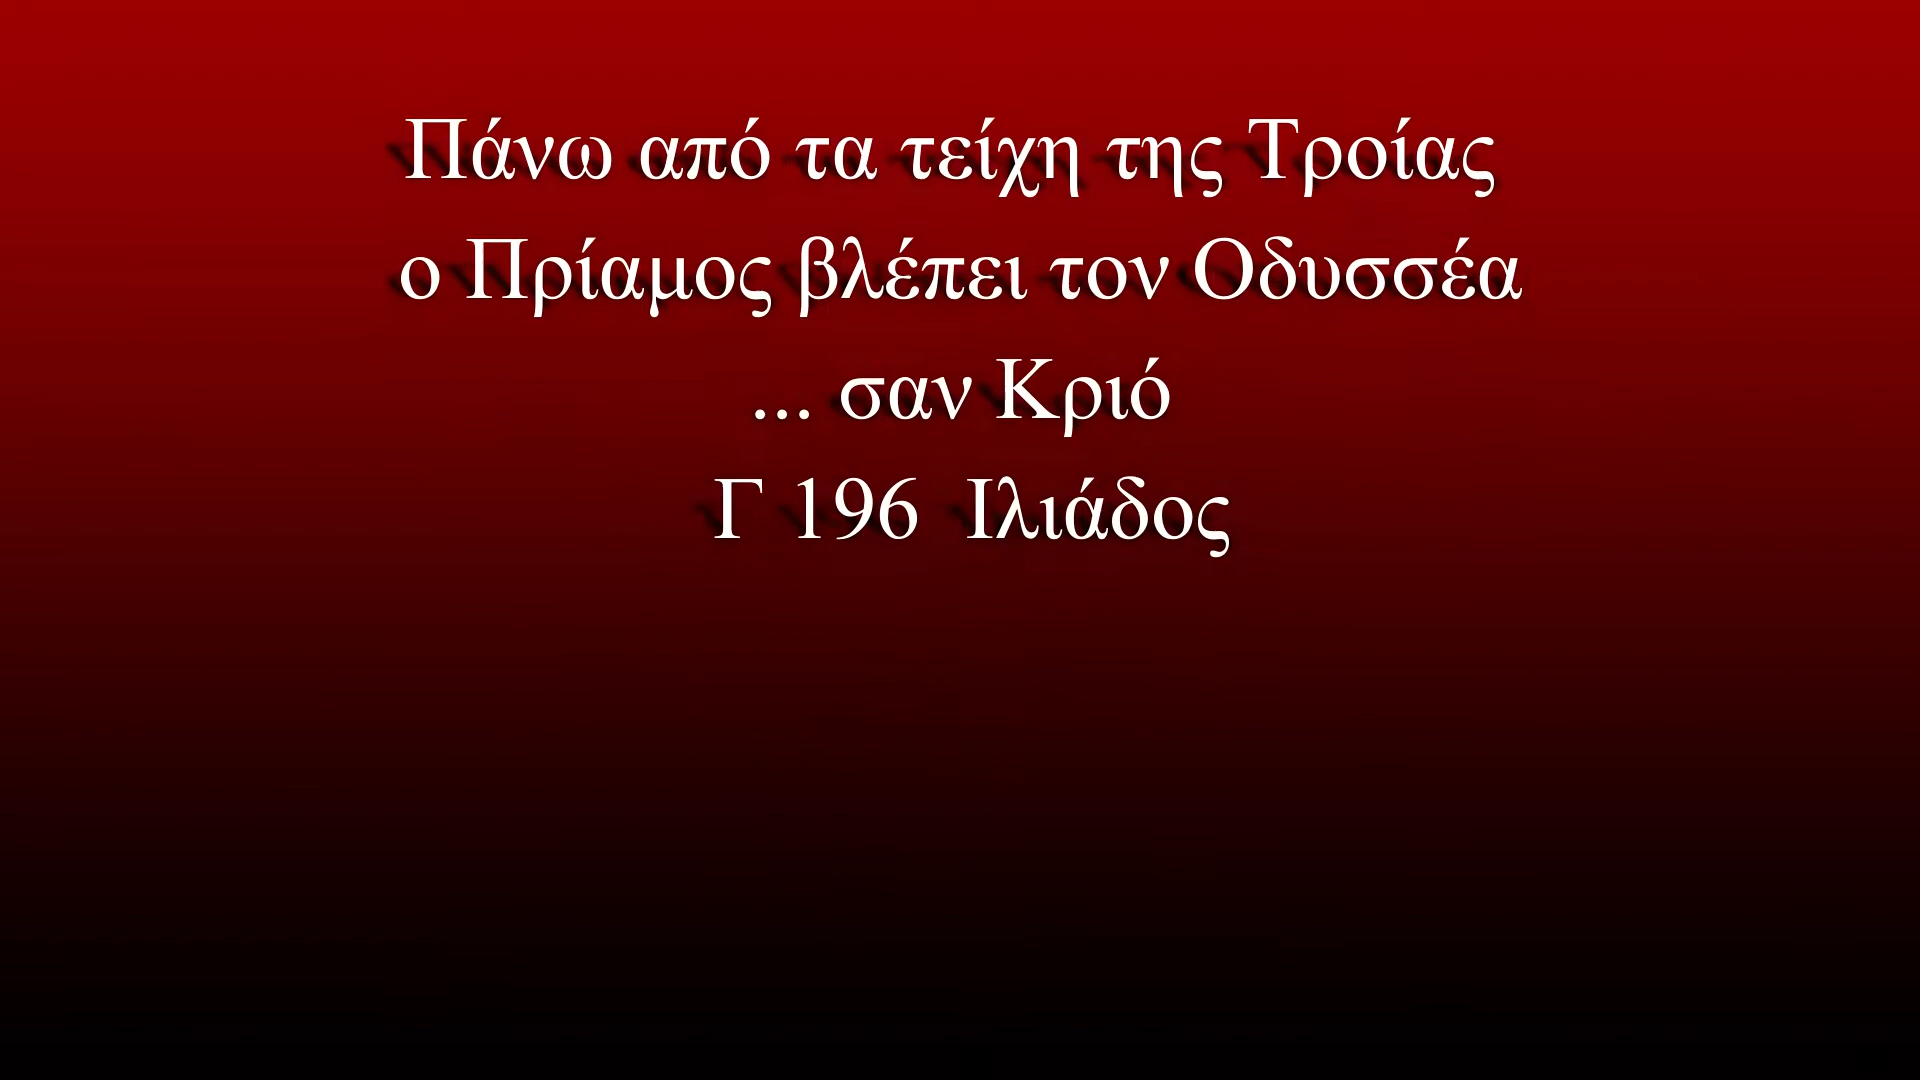 Πάνω από τα τείχη της Τροίας
ο Πρίαμος βλέπει τον Οδυσσέα
... σαν Κριό
Γ 196 Ιλιάδος